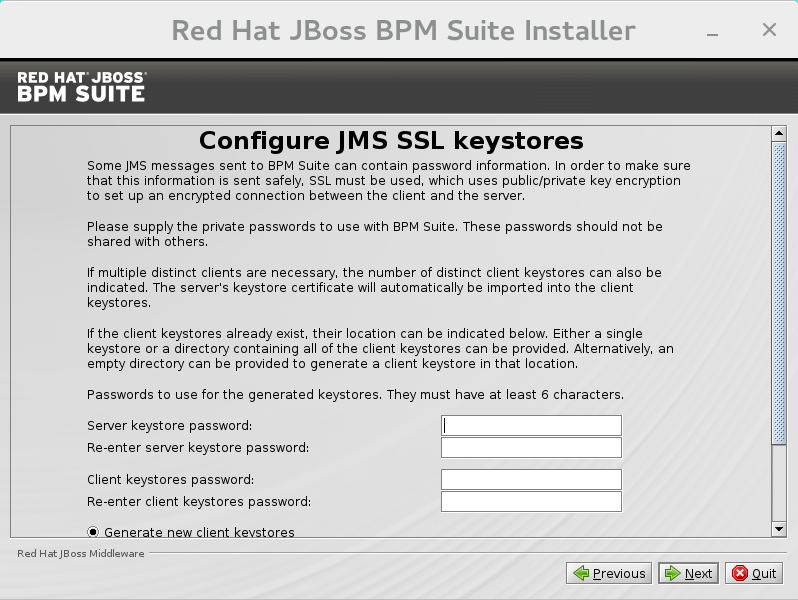 Red Hat JBoss BPM Suite Installer
RED HAT JBOSS
BPM SUITE
Configure JMS SSL keystores
Some JMS messages sent to BPM Suite can contain password information. In order to make sure
that this information is sent safely, SSL must be used, which uses public/private key encryption
to set up an encrypted connection between the client and the server.
Please supply the private passwords to use with BPM Suite. These passwords should not be
shared with others.
If multiple distinct clients are necessary, the number of distinct client keystores can also be
indicated. The server's keystore certificate will automatically be imported into the client
keystores.
If the client keystores already exist, their location can be indicated below. Either a single
keystore or a directory containing all of the client keystores can be provided. Alternatively, an
empty directory can be provided to generate a client keystore in that location.
Passwords to use for the generated keystores. They must have at least 6 characters.
Server keystore password:
Re-enter server keystore password:
Client keystores password:
Re-enter client keystores password:
Generate new client keystores
Red Hat JBoss Middleware
Previous Next Quit